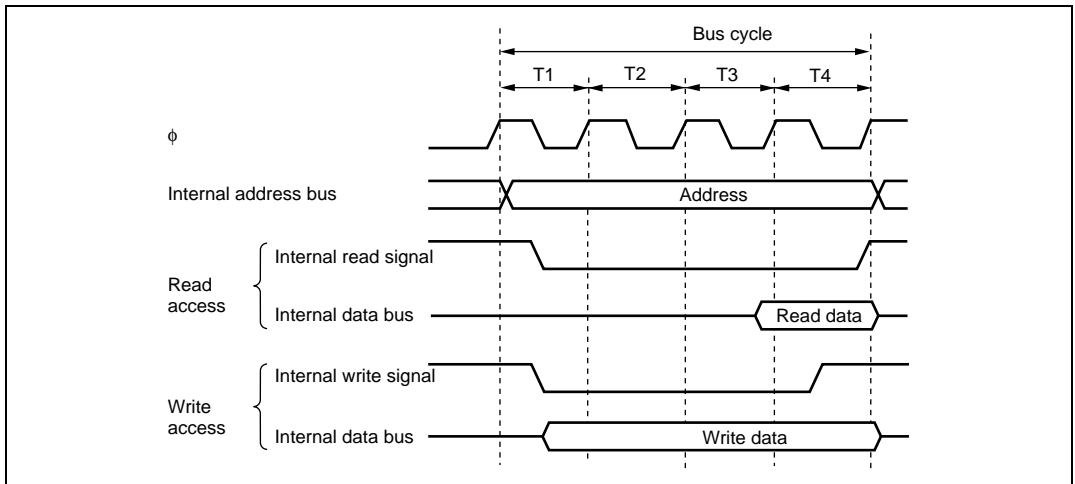 Bus cycle
T1 T2 T3 T4
ϕ
Internal address bus
Address
Read
access
Internal read signal
Internal data bus
Read data
Write
access
Internal write signal
Internal data bus
Write data